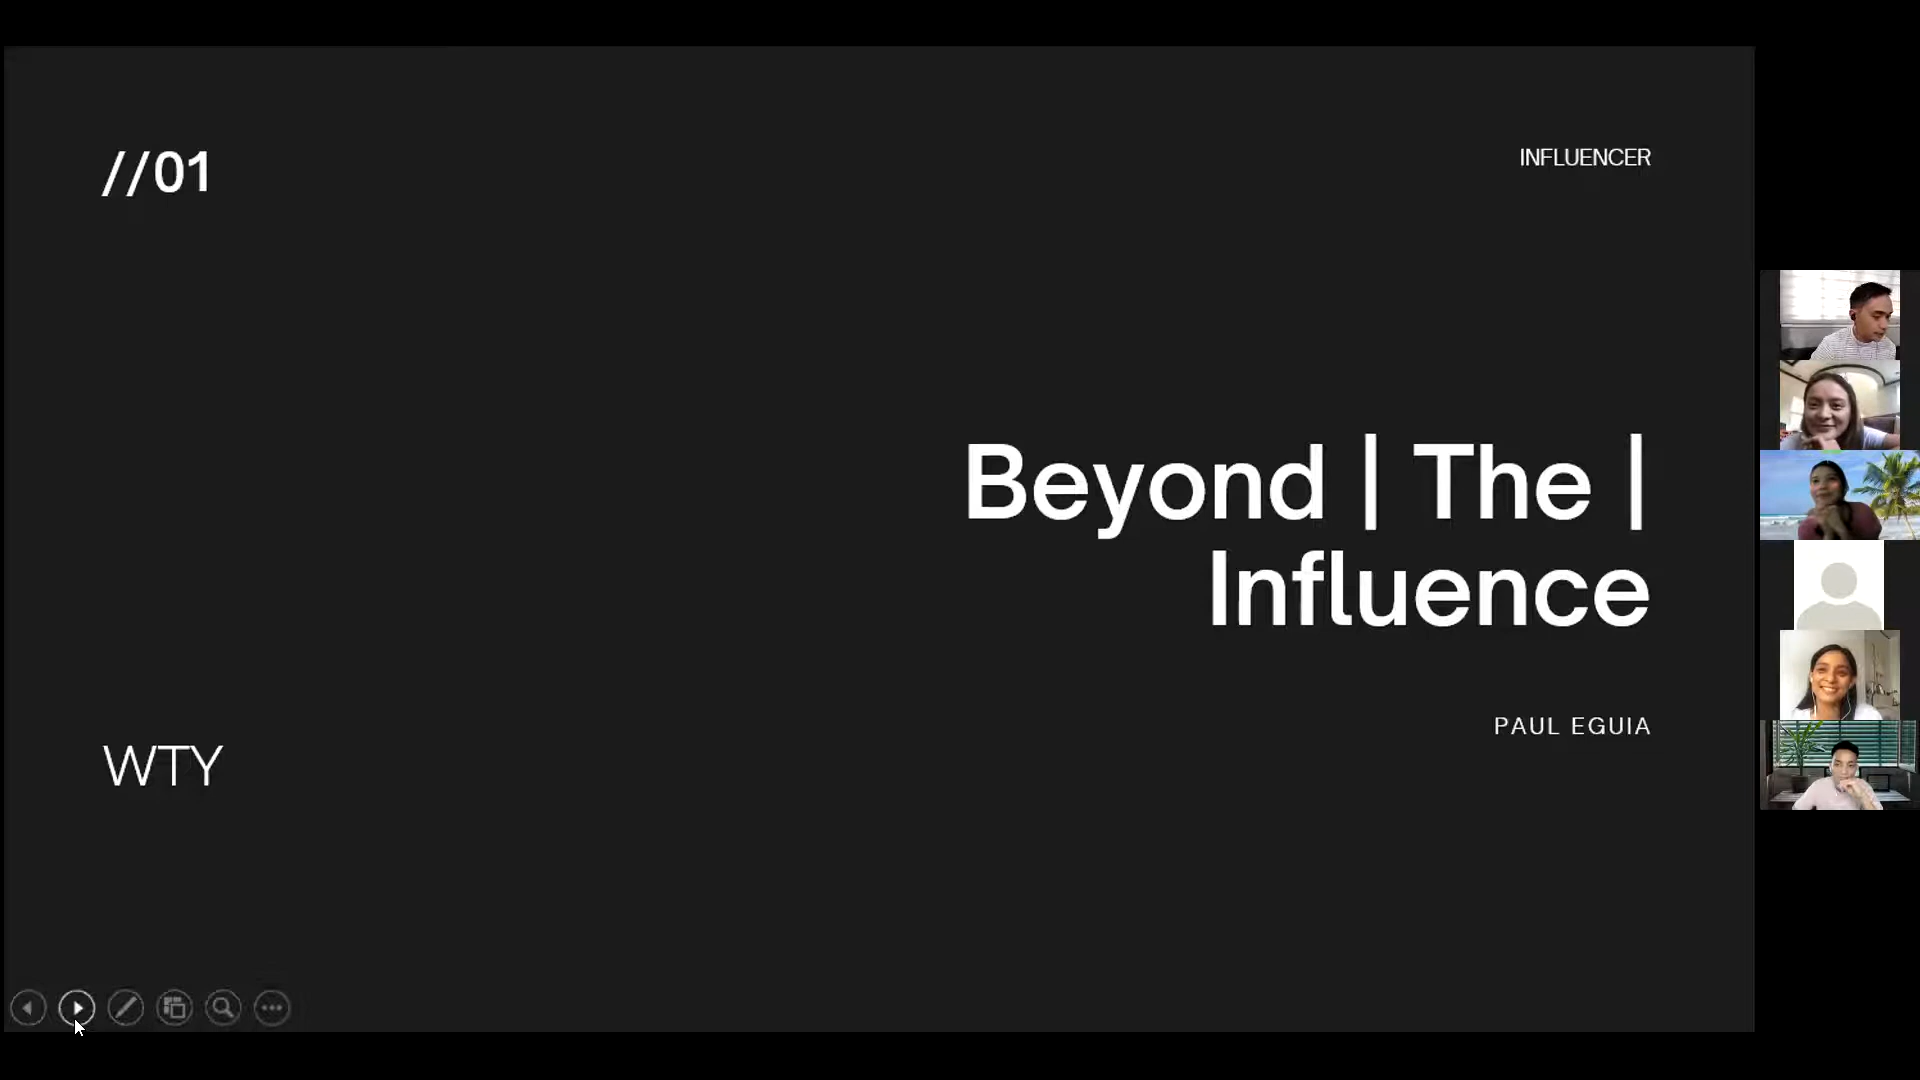 //01
INFLUENCER
Beyond | The |
Influence
PAUL EGUIA
WTY